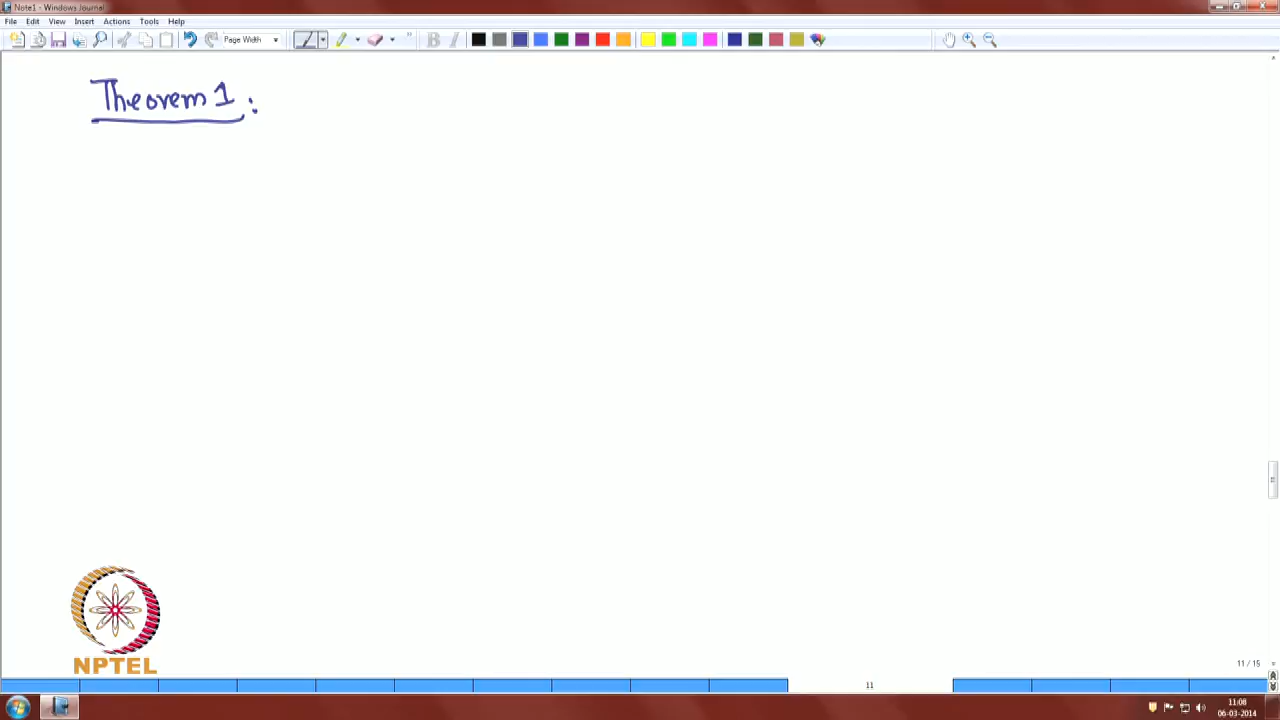 Note1 - Windows Journal
File Edit View Insert Actions Tools Help
Page Width
B I
Theorem 1 :
NPTEL
11 / 15
11
11:08
06-03-2014